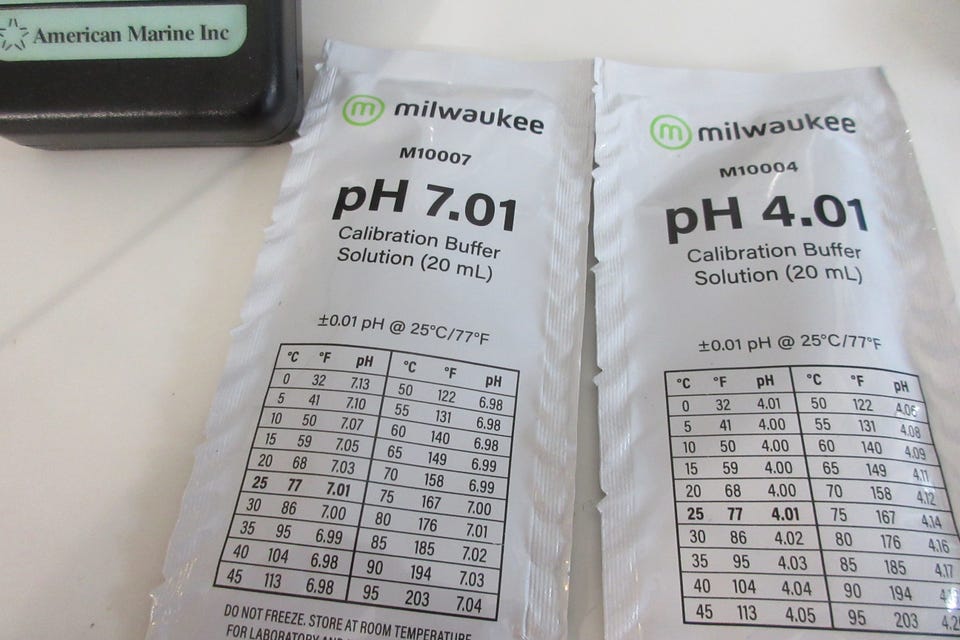 American Marine Inc
milwaukee
M10007
pH 7.01
Calibration Buffer
Solution (20 mL)
±0.01 pH @ 25°C/77°F
°C °F pH °C °F pH
0 32 7.13 50 122 6.98
5 41 7.10 55 131 6.98
10 50 7.07 60 140 6.98
15 59 7.05 65 149 6.99
20 68 7.03 70 158 6.99
25 77 7.01 75 167 7.00
30 86 7.00 80 176 7.01
35 95 6.99 85 185 7.02
40 104 6.98 90 194 7.03
45 113 6.98 95 203 7.04
DO NOT FREEZE. STORE AT ROOM TEMPERATURE
FOR LABORATORY AND
milwaukee
M10004
pH 4.01
Calibration Buffer
Solution (20 mL)
±0.01 pH @ 25°C/77°F
°C °F pH °C °F pH
0 32 4.01 50 122 4.06
5 41 4.00 55 131 4.08
10 50 4.00 60 140 4.09
15 59 4.00 65 149 4.11
20 68 4.00 70 158 4.12
25 77 4.01 75 167 4.14
30 86 4.02 80 176 4.16
35 95 4.03 85 185 4.17
40 104 4.04 90 194
45 113 4.05 95 203